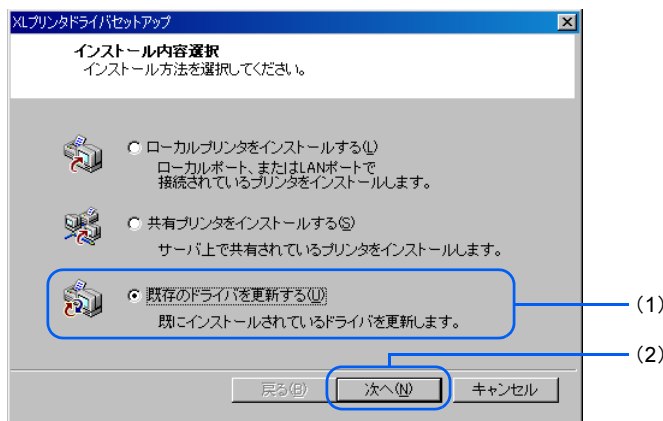 XLプリンタドライバセットアップ
インストール内容選択
インストール方法を選択してください。
ローカルプリンタをインストールする(L)
ローカルポート、またはLANポートで
接続されているプリンタをインストールします。
共有プリンタをインストールする(S)
サーバ上で共有されているプリンタをインストールします。
既存のドライバを更新する(U)
既にインストールされているドライバを更新します。
(1)
(2)
戻る(B)
次へ(N)
キャンセル